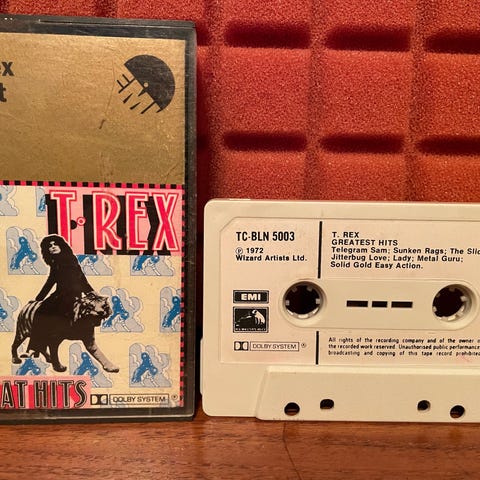 ex
t
EMI
T·REX
AT HITS
DOLBY SYSTEM ®
TC-BLN 5003
℗ 1972
Wizard Artists Ltd.
EMI
DOLBY SYSTEM ®
T. REX
GREATEST HITS
Telegram Sam; Sunken Rags; The Slid
Jitterbug Love; Lady; Metal Guru;
Solid Gold Easy Action.
All rights of the recording company and of the owner o
the recorded work reserved. Unauthorised public performance
broadcasting and copying of this tape record prohibited